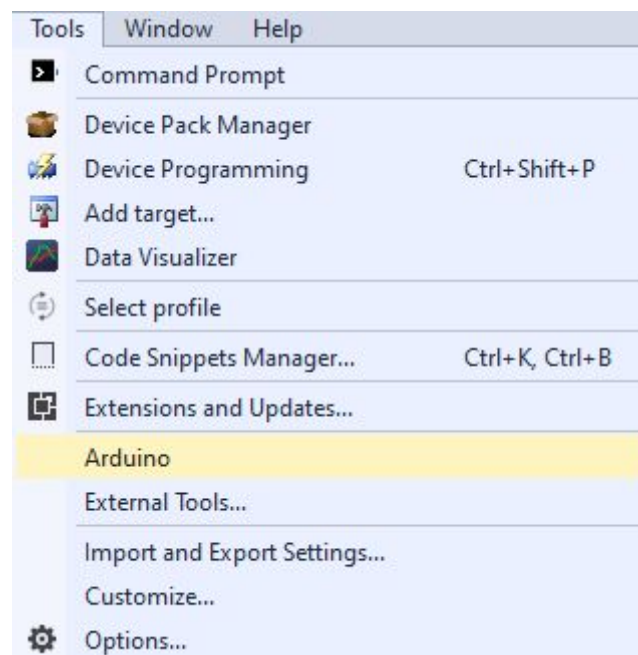 Tools Window Help
Command Prompt
Device Pack Manager
Device Programming Ctrl+Shift+P
Add target...
Data Visualizer
Select profile
Code Snippets Manager... Ctrl+K, Ctrl+B
Extensions and Updates...
Arduino
External Tools...
Import and Export Settings...
Customize...
Options...